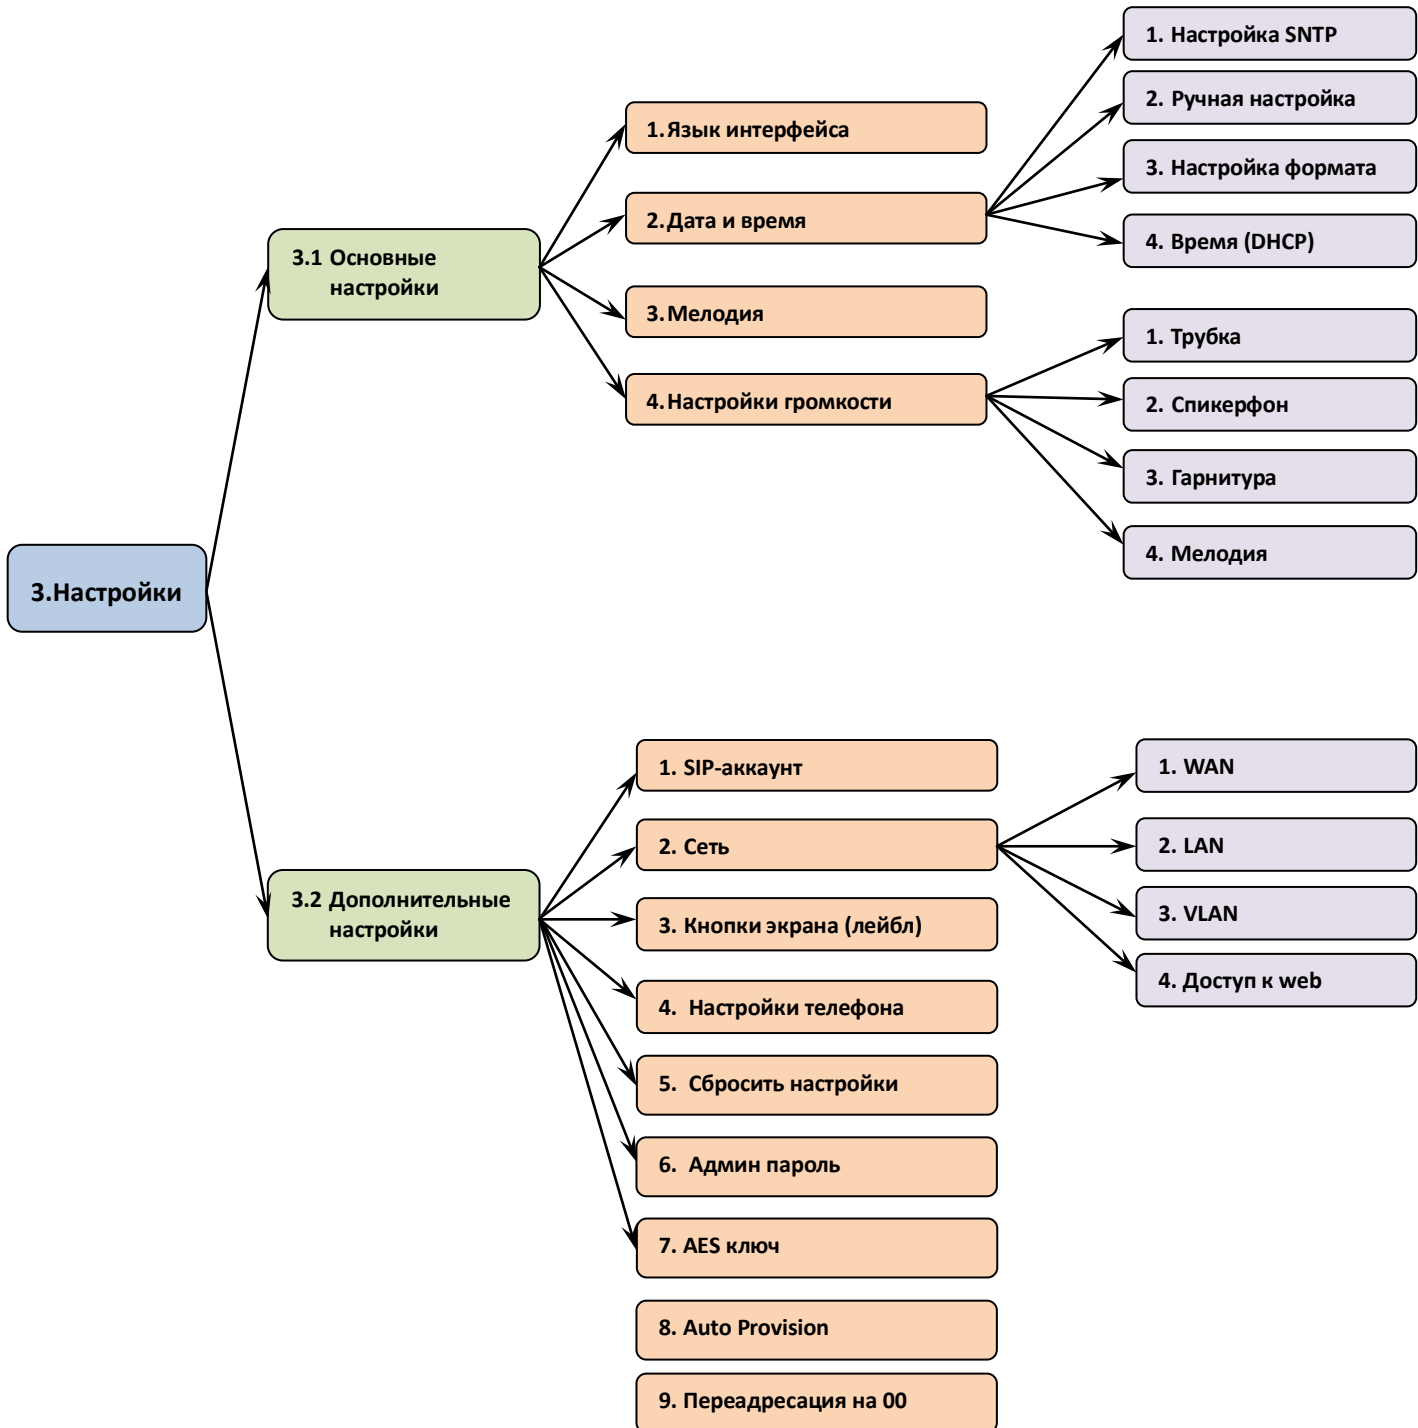 3.Настройки
3.1 Основные
настройки
1.Язык интерфейса
2.Дата и время
1. Настройка SNTP
2. Ручная настройка
3. Настройка формата
4. Время (DHCP)
3.Мелодия
4.Настройки громкости
1. Трубка
2. Спикерфон
3. Гарнитура
4. Мелодия
3.2 Дополнительные
настройки
1. SIP-аккаунт
2. Сеть
1. WAN
2. LAN
3. VLAN
4. Доступ к web
3. Кнопки экрана (лейбл)
4. Настройки телефона
5. Сбросить настройки
6. Админ пароль
7. AES ключ
8. Auto Provision
9. Переадресация на 00